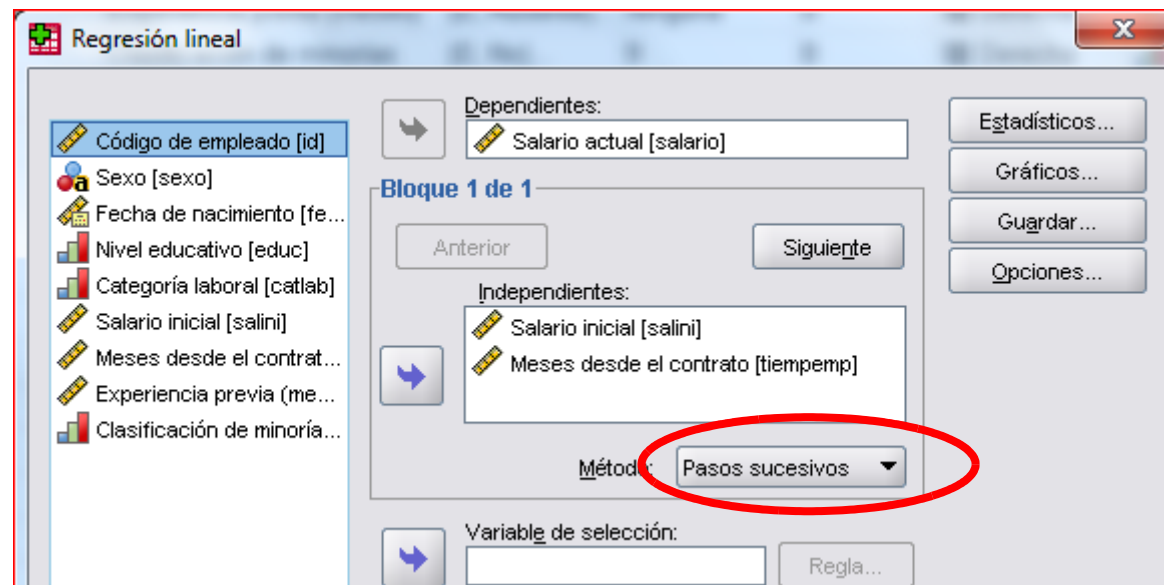 Regresión lineal
Código de empleado [id]
Sexo [sexo]
Fecha de nacimiento [fe...
Nivel educativo [educ]
Categoría laboral [catlab]
Salario inicial [salini]
Meses desde el contrat...
Experiencia previa (me...
Clasificación de minoría...
Dependientes:
Salario actual [salario]
Bloque 1 de 1
Anterior
Siguiente
Independientes:
Salario inicial [salini]
Meses desde el contrato [tiempemp]
Método:
Pasos sucesivos
Variable de selección:
Regla...
Estadísticos...
Gráficos...
Guardar...
Opciones...